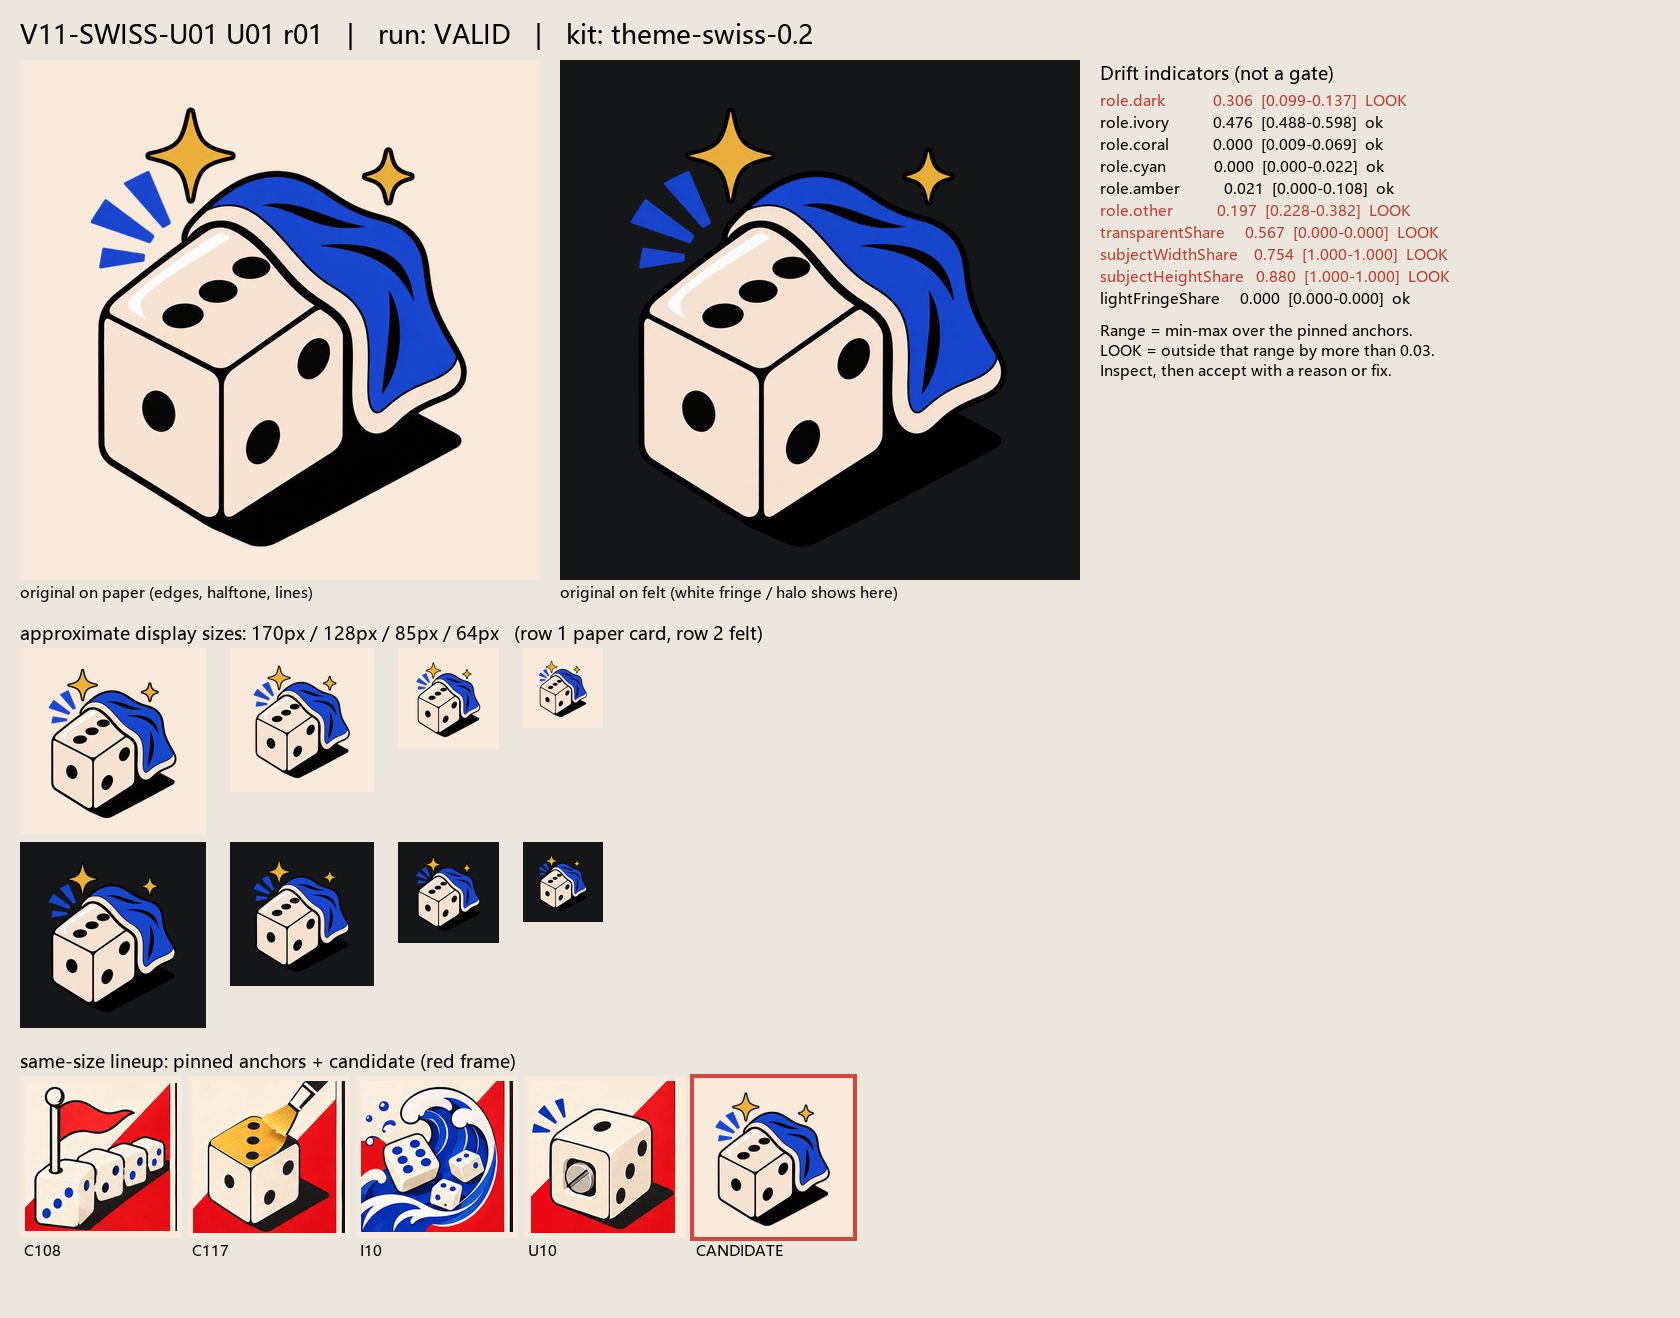 V11-SWISS-U01 U01 r01 | run: VALID | kit: theme-swiss-0.2
Drift indicators (not a gate)
role.dark 0.306 [0.099-0.137] LOOK
role.ivory 0.476 [0.488-0.598] ok
role.coral 0.000 [0.009-0.069] ok
role.cyan 0.000 [0.000-0.022] ok
role.amber 0.021 [0.000-0.108] ok
role.other 0.197 [0.228-0.382] LOOK
transparentShare 0.567 [0.000-0.000] LOOK
subjectWidthShare 0.754 [1.000-1.000] LOOK
subjectHeightShare 0.880 [1.000-1.000] LOOK
lightFringeShare 0.000 [0.000-0.000] ok
Range = min-max over the pinned anchors.
LOOK = outside that range by more than 0.03.
Inspect, then accept with a reason or fix.
original on paper (edges, halftone, lines)
original on felt (white fringe / halo shows here)
approximate display sizes: 170px / 128px / 85px / 64px (row 1 paper card, row 2 felt)
same-size lineup: pinned anchors + candidate (red frame)
C108
C117
I10
U10
CANDIDATE